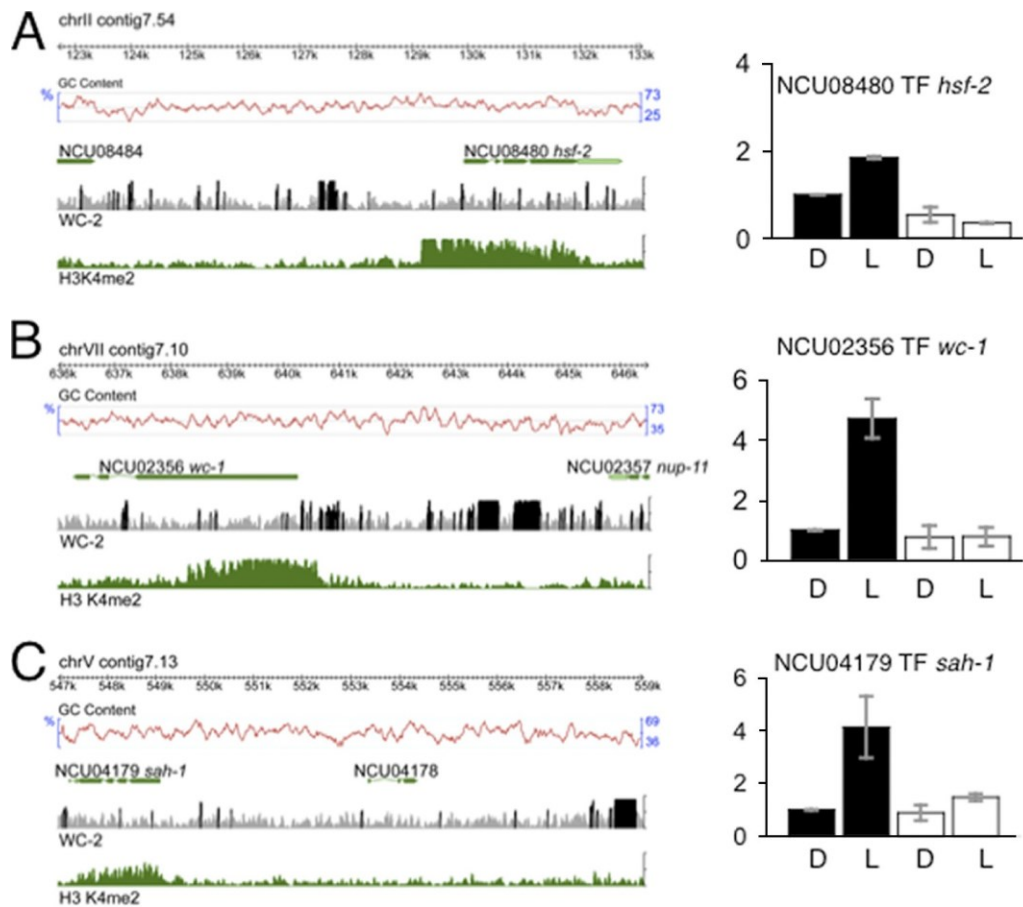 A
chrII contig7.54
123k 124k 125k 126k 127k 128k 129k 130k 131k 132k 133k
GC Content
% 73
25
NCU08484 NCU08480 hsf-2
WC-2
H3K4me2
4
NCU08480 TF hsf-2
2
0
D L D L
B
chrVII contig7.10
636k 637k 638k 639k 640k 641k 642k 643k 644k 645k 646k
GC Content
% 73
35
NCU02356 wc-1 NCU02357 nup-11
WC-2
H3 K4me2
NCU02356 TF wc-1
6
4
2
0
D L D L
C
chrV contig7.13
547k 548k 549k 550k 551k 552k 553k 554k 555k 556k 557k 558k 559k
GC Content
% 69
36
NCU04179 sah-1 NCU04178
WC-2
H3 K4me2
NCU04179 TF sah-1
6
4
2
0
D L D L